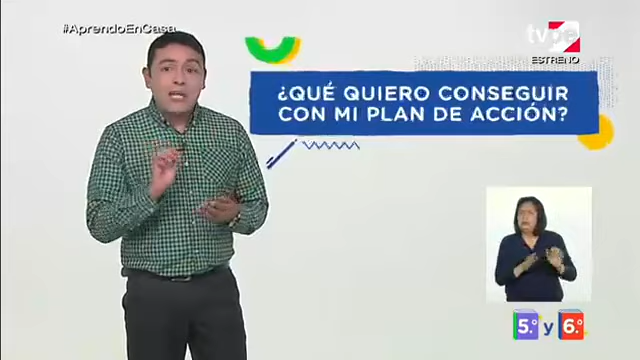 #AprendoEnCasa
tvpe
ESTRENO
¿QUÉ QUIERO CONSEGUIR
CON MI PLAN DE ACCIÓN?
5.º y 6.º